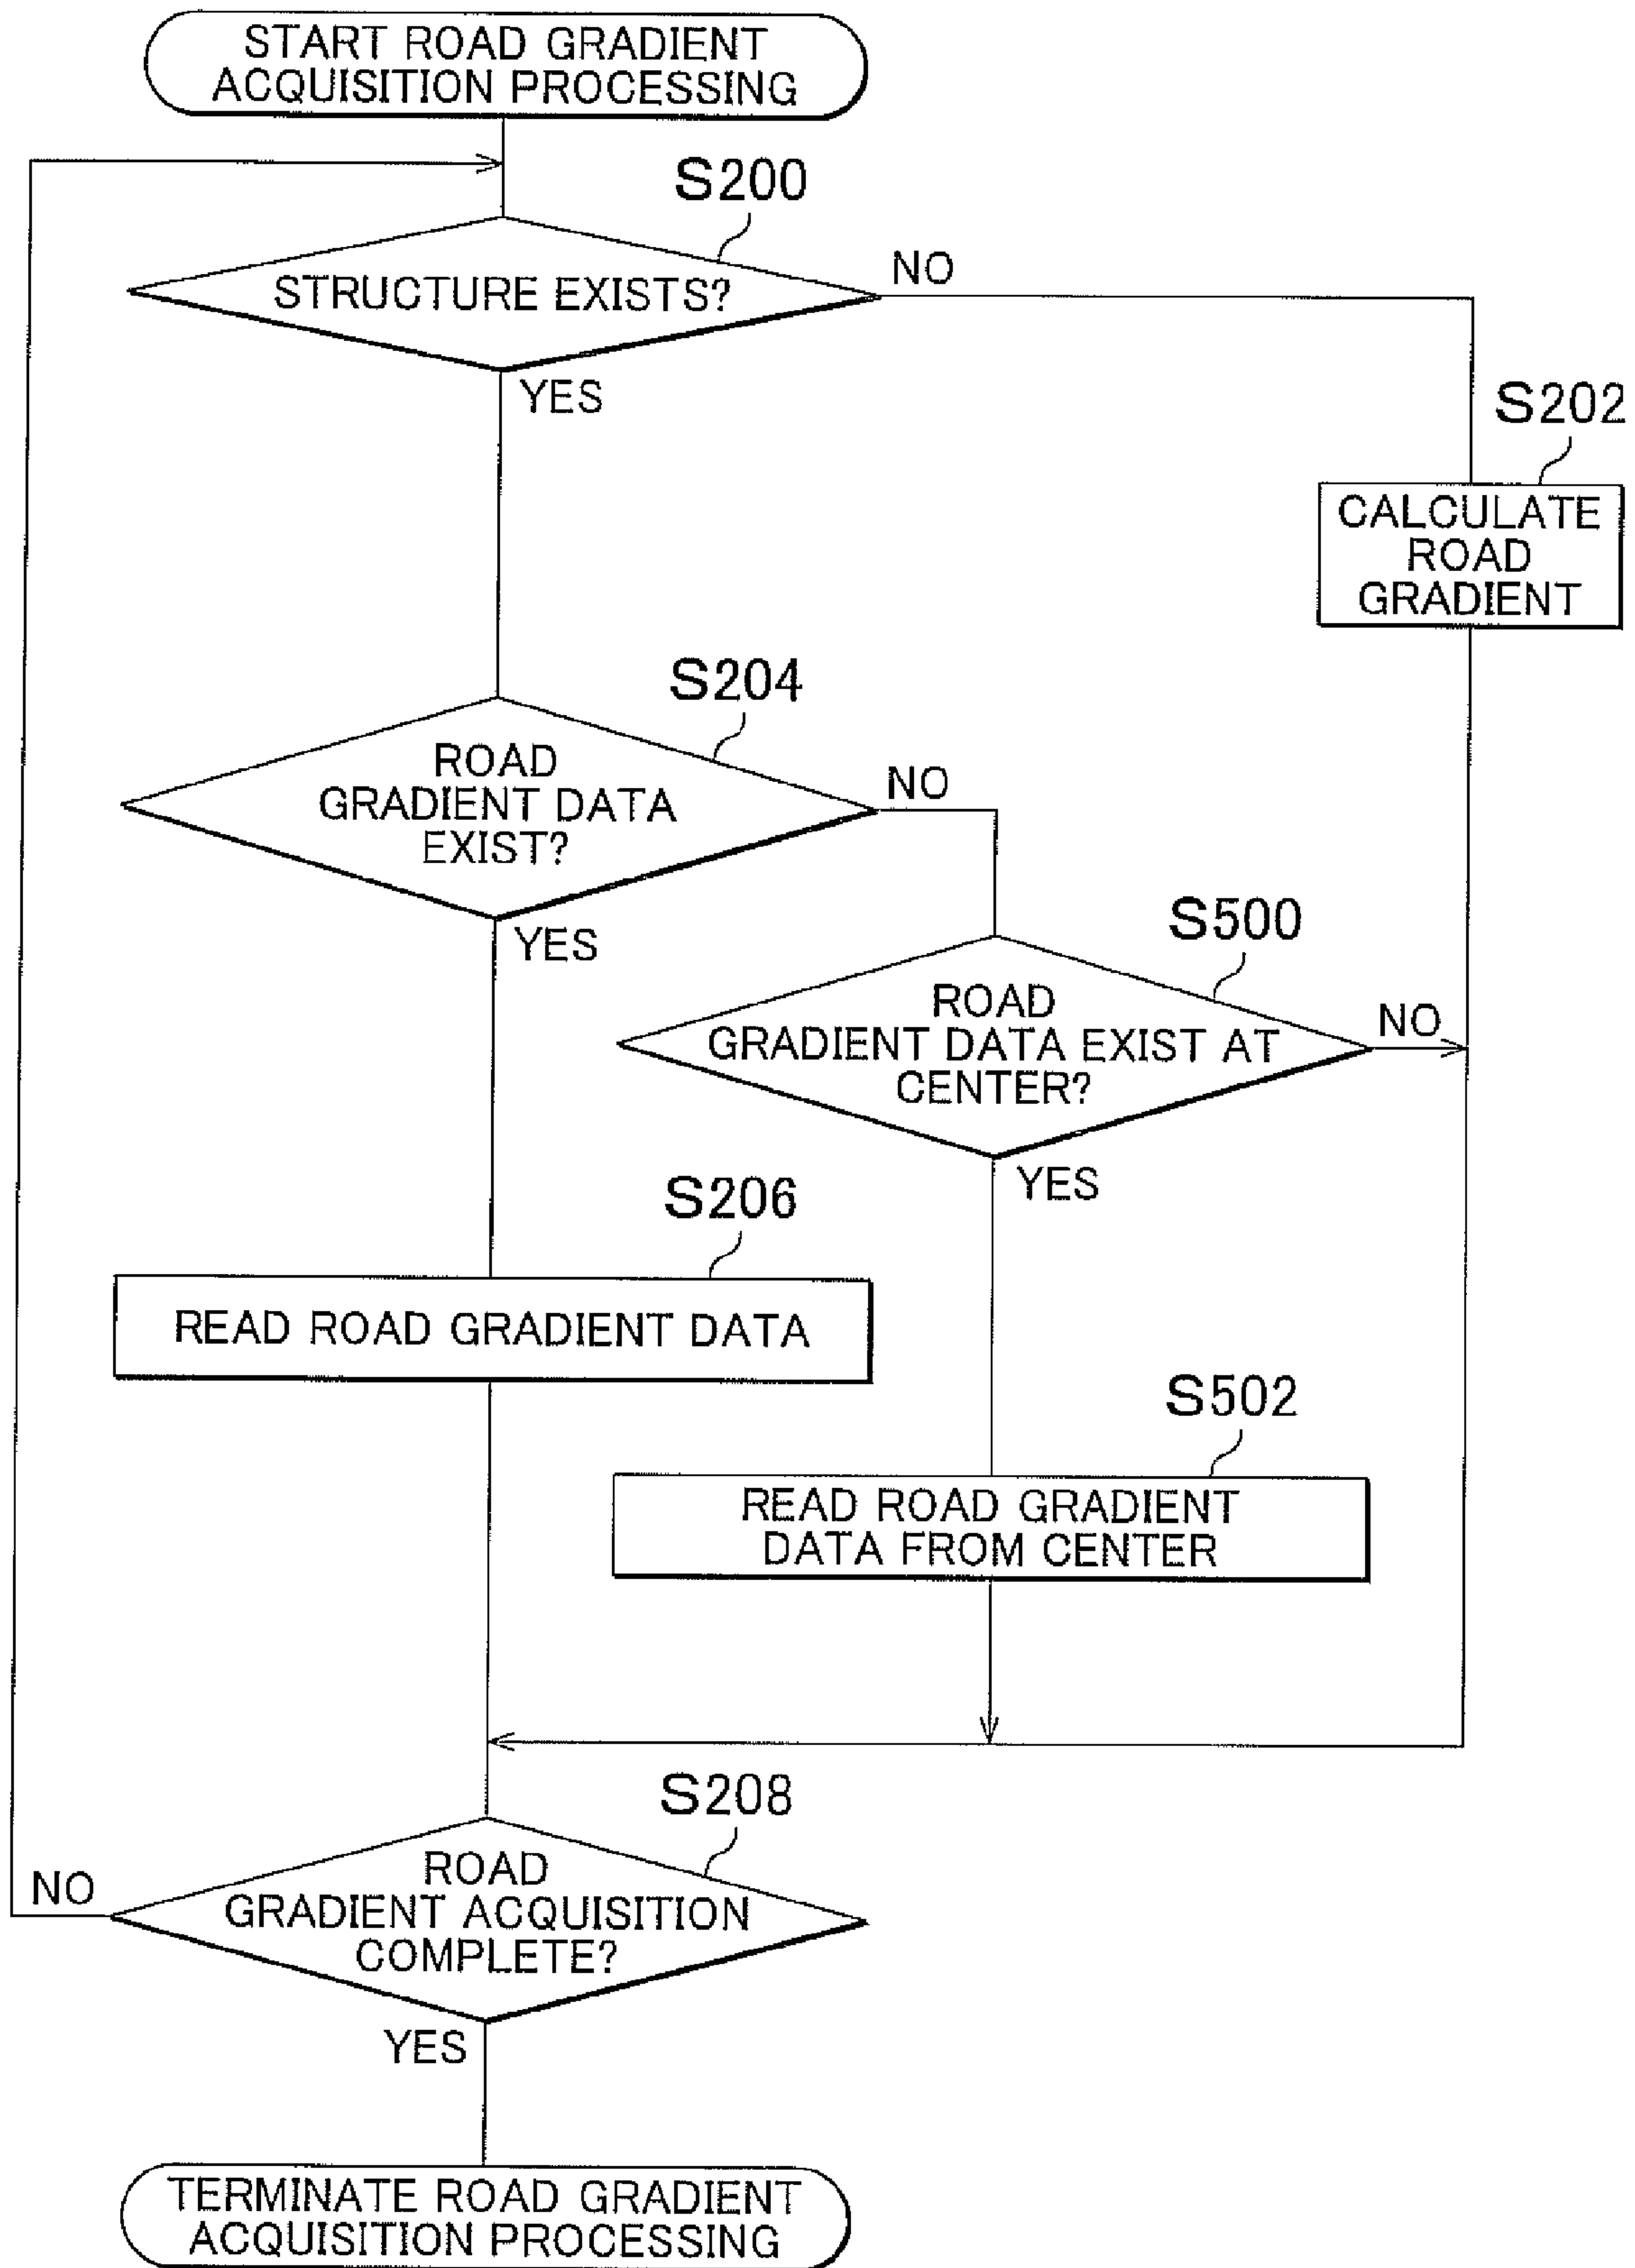 START ROAD GRADIENT
ACQUISITION PROCESSING
S200
STRUCTURE EXISTS?
NO
YES
S202
CALCULATE
ROAD
GRADIENT
S204
ROAD
GRADIENT DATA
EXIST?
NO
YES
S500
ROAD
GRADIENT DATA EXIST AT
CENTER?
NO
YES
S206
READ ROAD GRADIENT DATA
S502
READ ROAD GRADIENT
DATA FROM CENTER
S208
ROAD
GRADIENT ACQUISITION
COMPLETE?
NO
YES
TERMINATE ROAD GRADIENT
ACQUISITION PROCESSING